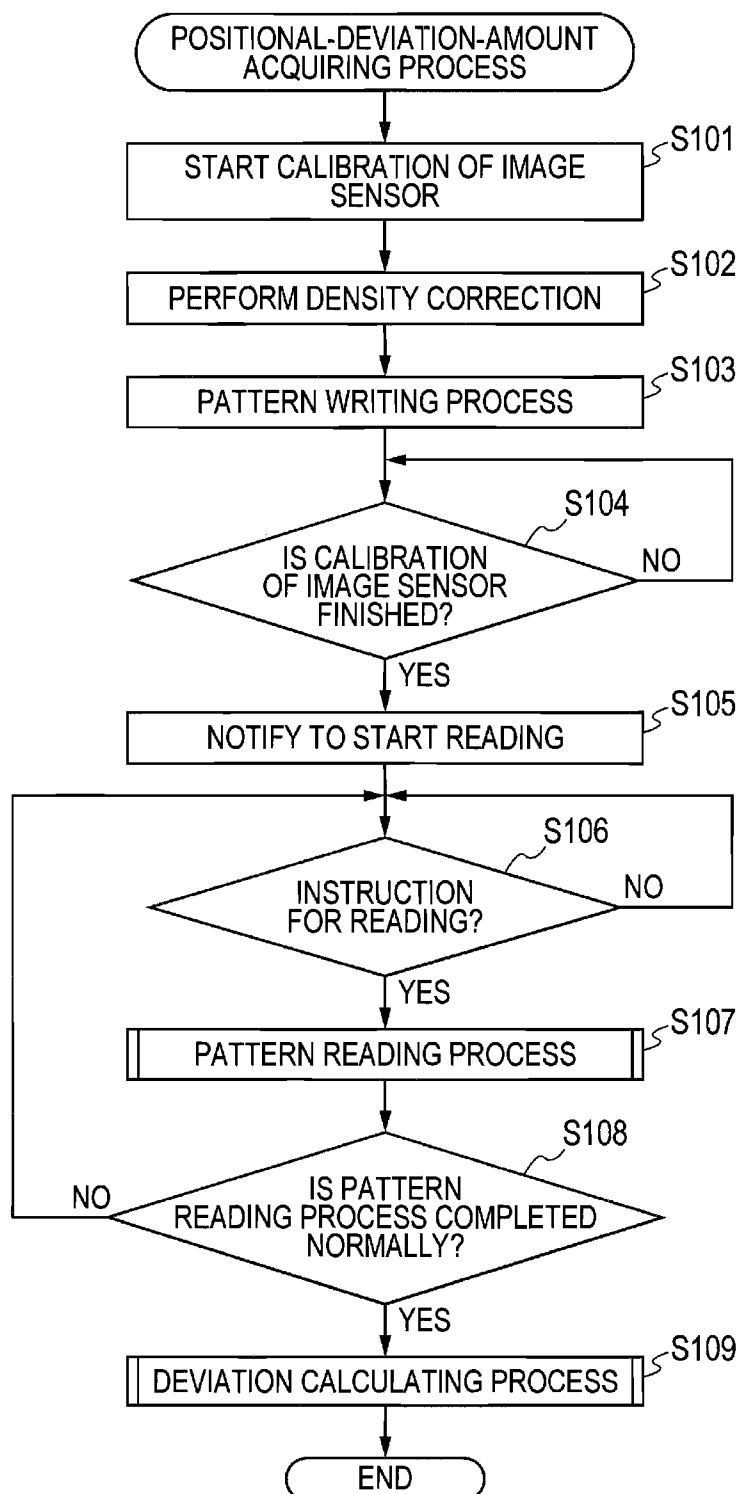 POSITIONAL-DEVIATION-AMOUNT
ACQUIRING PROCESS
S101
START CALIBRATION OF IMAGE
SENSOR
S102
PERFORM DENSITY CORRECTION
S103
PATTERN WRITING PROCESS
S104
IS CALIBRATION
OF IMAGE SENSOR
FINISHED?
NO
YES
S105
NOTIFY TO START READING
S106
INSTRUCTION
FOR READING?
NO
YES
S107
PATTERN READING PROCESS
S108
IS PATTERN
READING PROCESS COMPLETED
NORMALLY?
NO
YES
S109
DEVIATION CALCULATING PROCESS
END